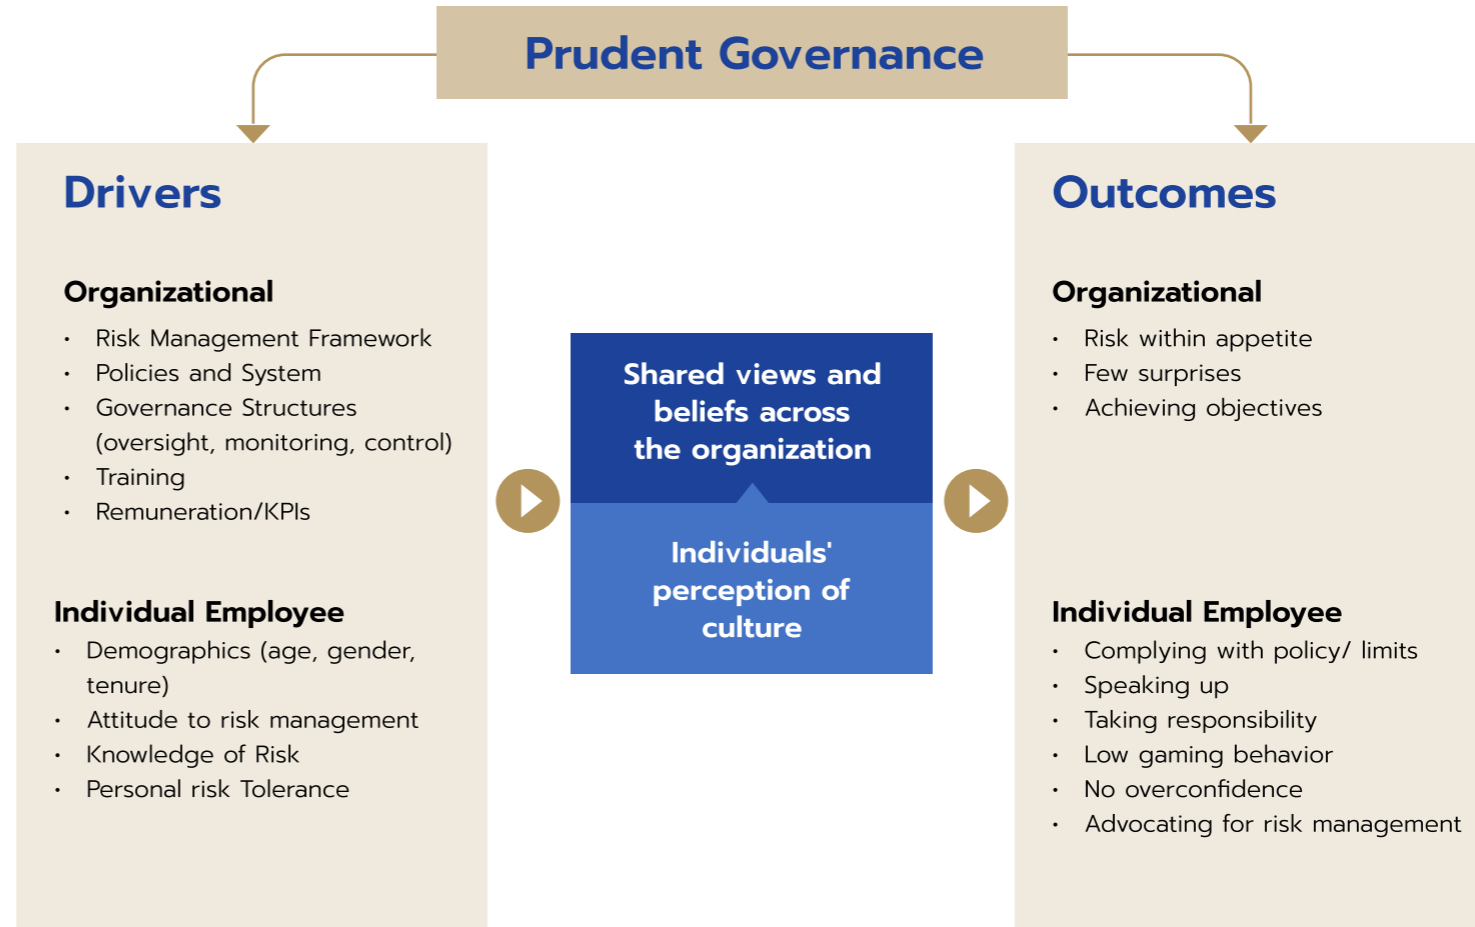 Prudent Governance
Drivers
Organizational
• Risk Management Framework
• Policies and System
• Governance Structures
(oversight, monitoring, control)
• Training
• Remuneration/KPIs
Individual Employee
• Demographics (age, gender,
tenure)
• Attitude to risk management
• Knowledge of Risk
• Personal risk Tolerance
Shared views and
beliefs across
the organization
Individuals'
perception of
culture
Outcomes
Organizational
• Risk within appetite
• Few surprises
• Achieving objectives
Individual Employee
• Complying with policy/ limits
• Speaking up
• Taking responsibility
• Low gaming behavior
• No overconfidence
• Advocating for risk management